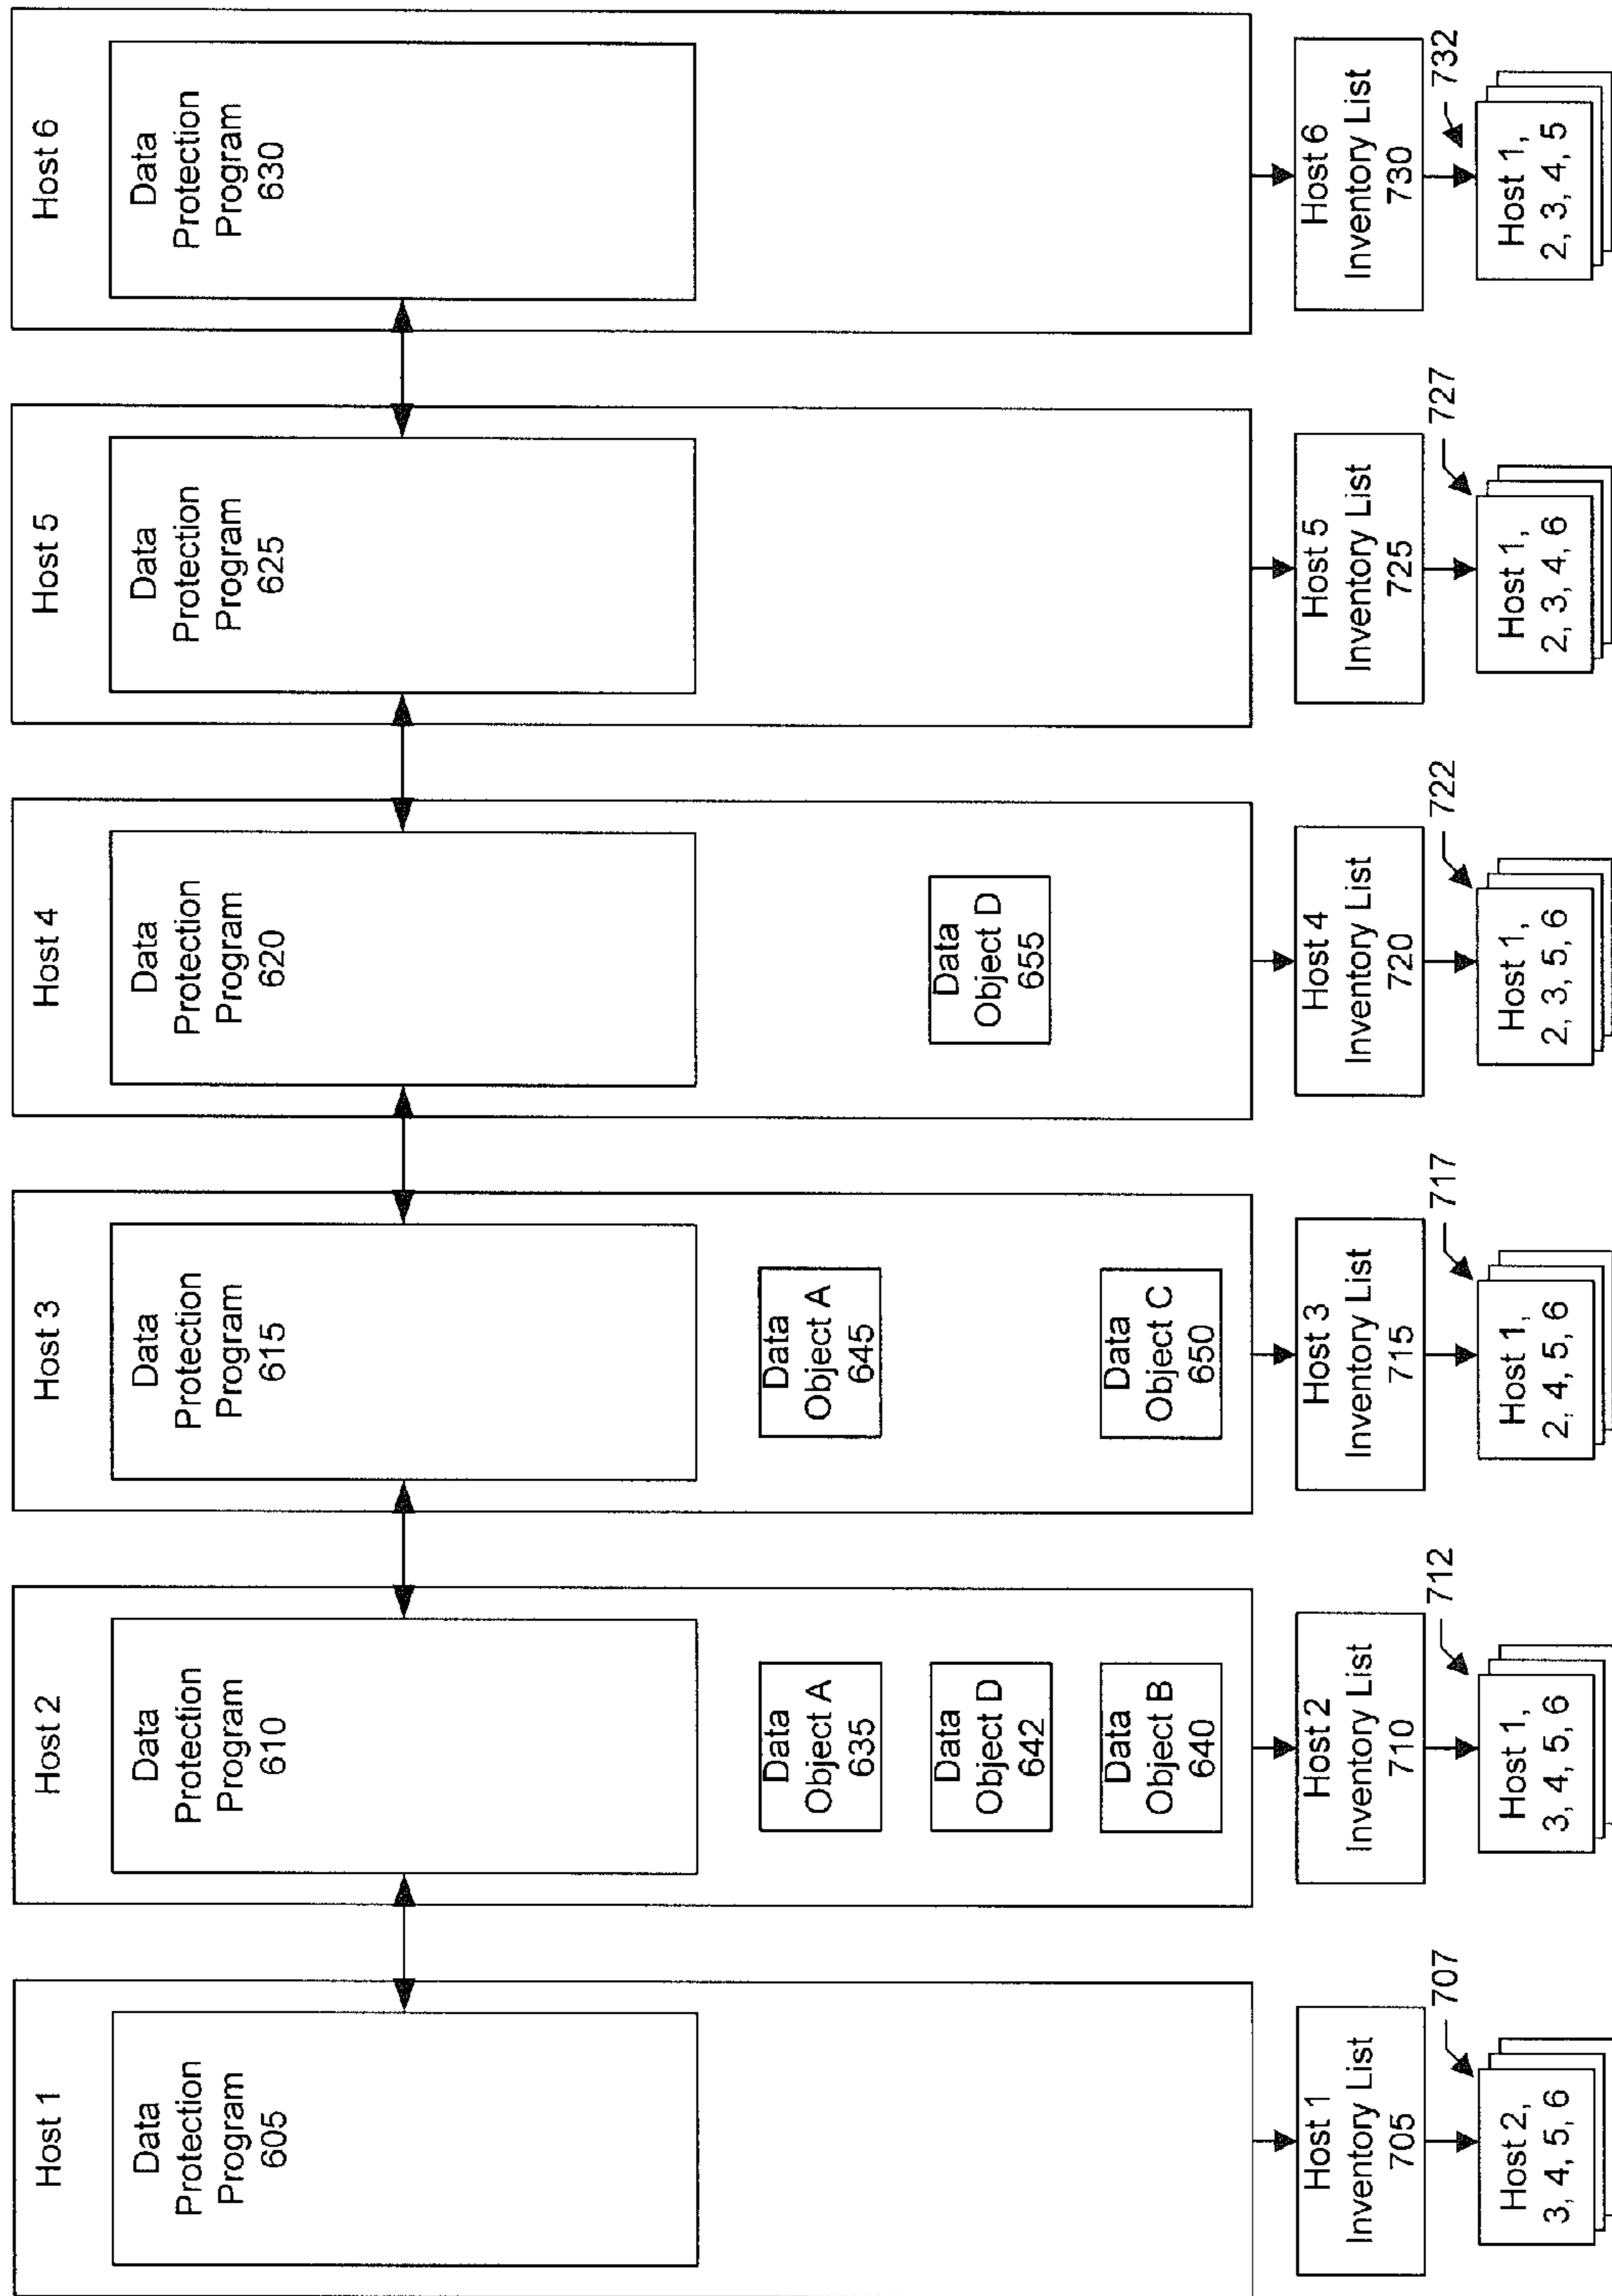 Host 1
Data
Protection
Program
605
Host 1
Inventory List
705
707
Host 2,
3, 4, 5, 6
Host 2
Data
Protection
Program
610
Data
Object A
635
Data
Object D
642
Data
Object B
640
Host 2
Inventory List
710
712
Host 1,
3, 4, 5, 6
Host 3
Data
Protection
Program
615
Data
Object A
645
Data
Object C
650
Host 3
Inventory List
715
717
Host 1,
2, 4, 5, 6
Host 4
Data
Protection
Program
620
Data
Object D
655
Host 4
Inventory List
720
722
Host 1,
2, 3, 5, 6
Host 5
Data
Protection
Program
625
Host 5
Inventory List
725
727
Host 1,
2, 3, 4, 6
Host 6
Data
Protection
Program
630
Host 6
Inventory List
730
732
Host 1,
2, 3, 4, 5